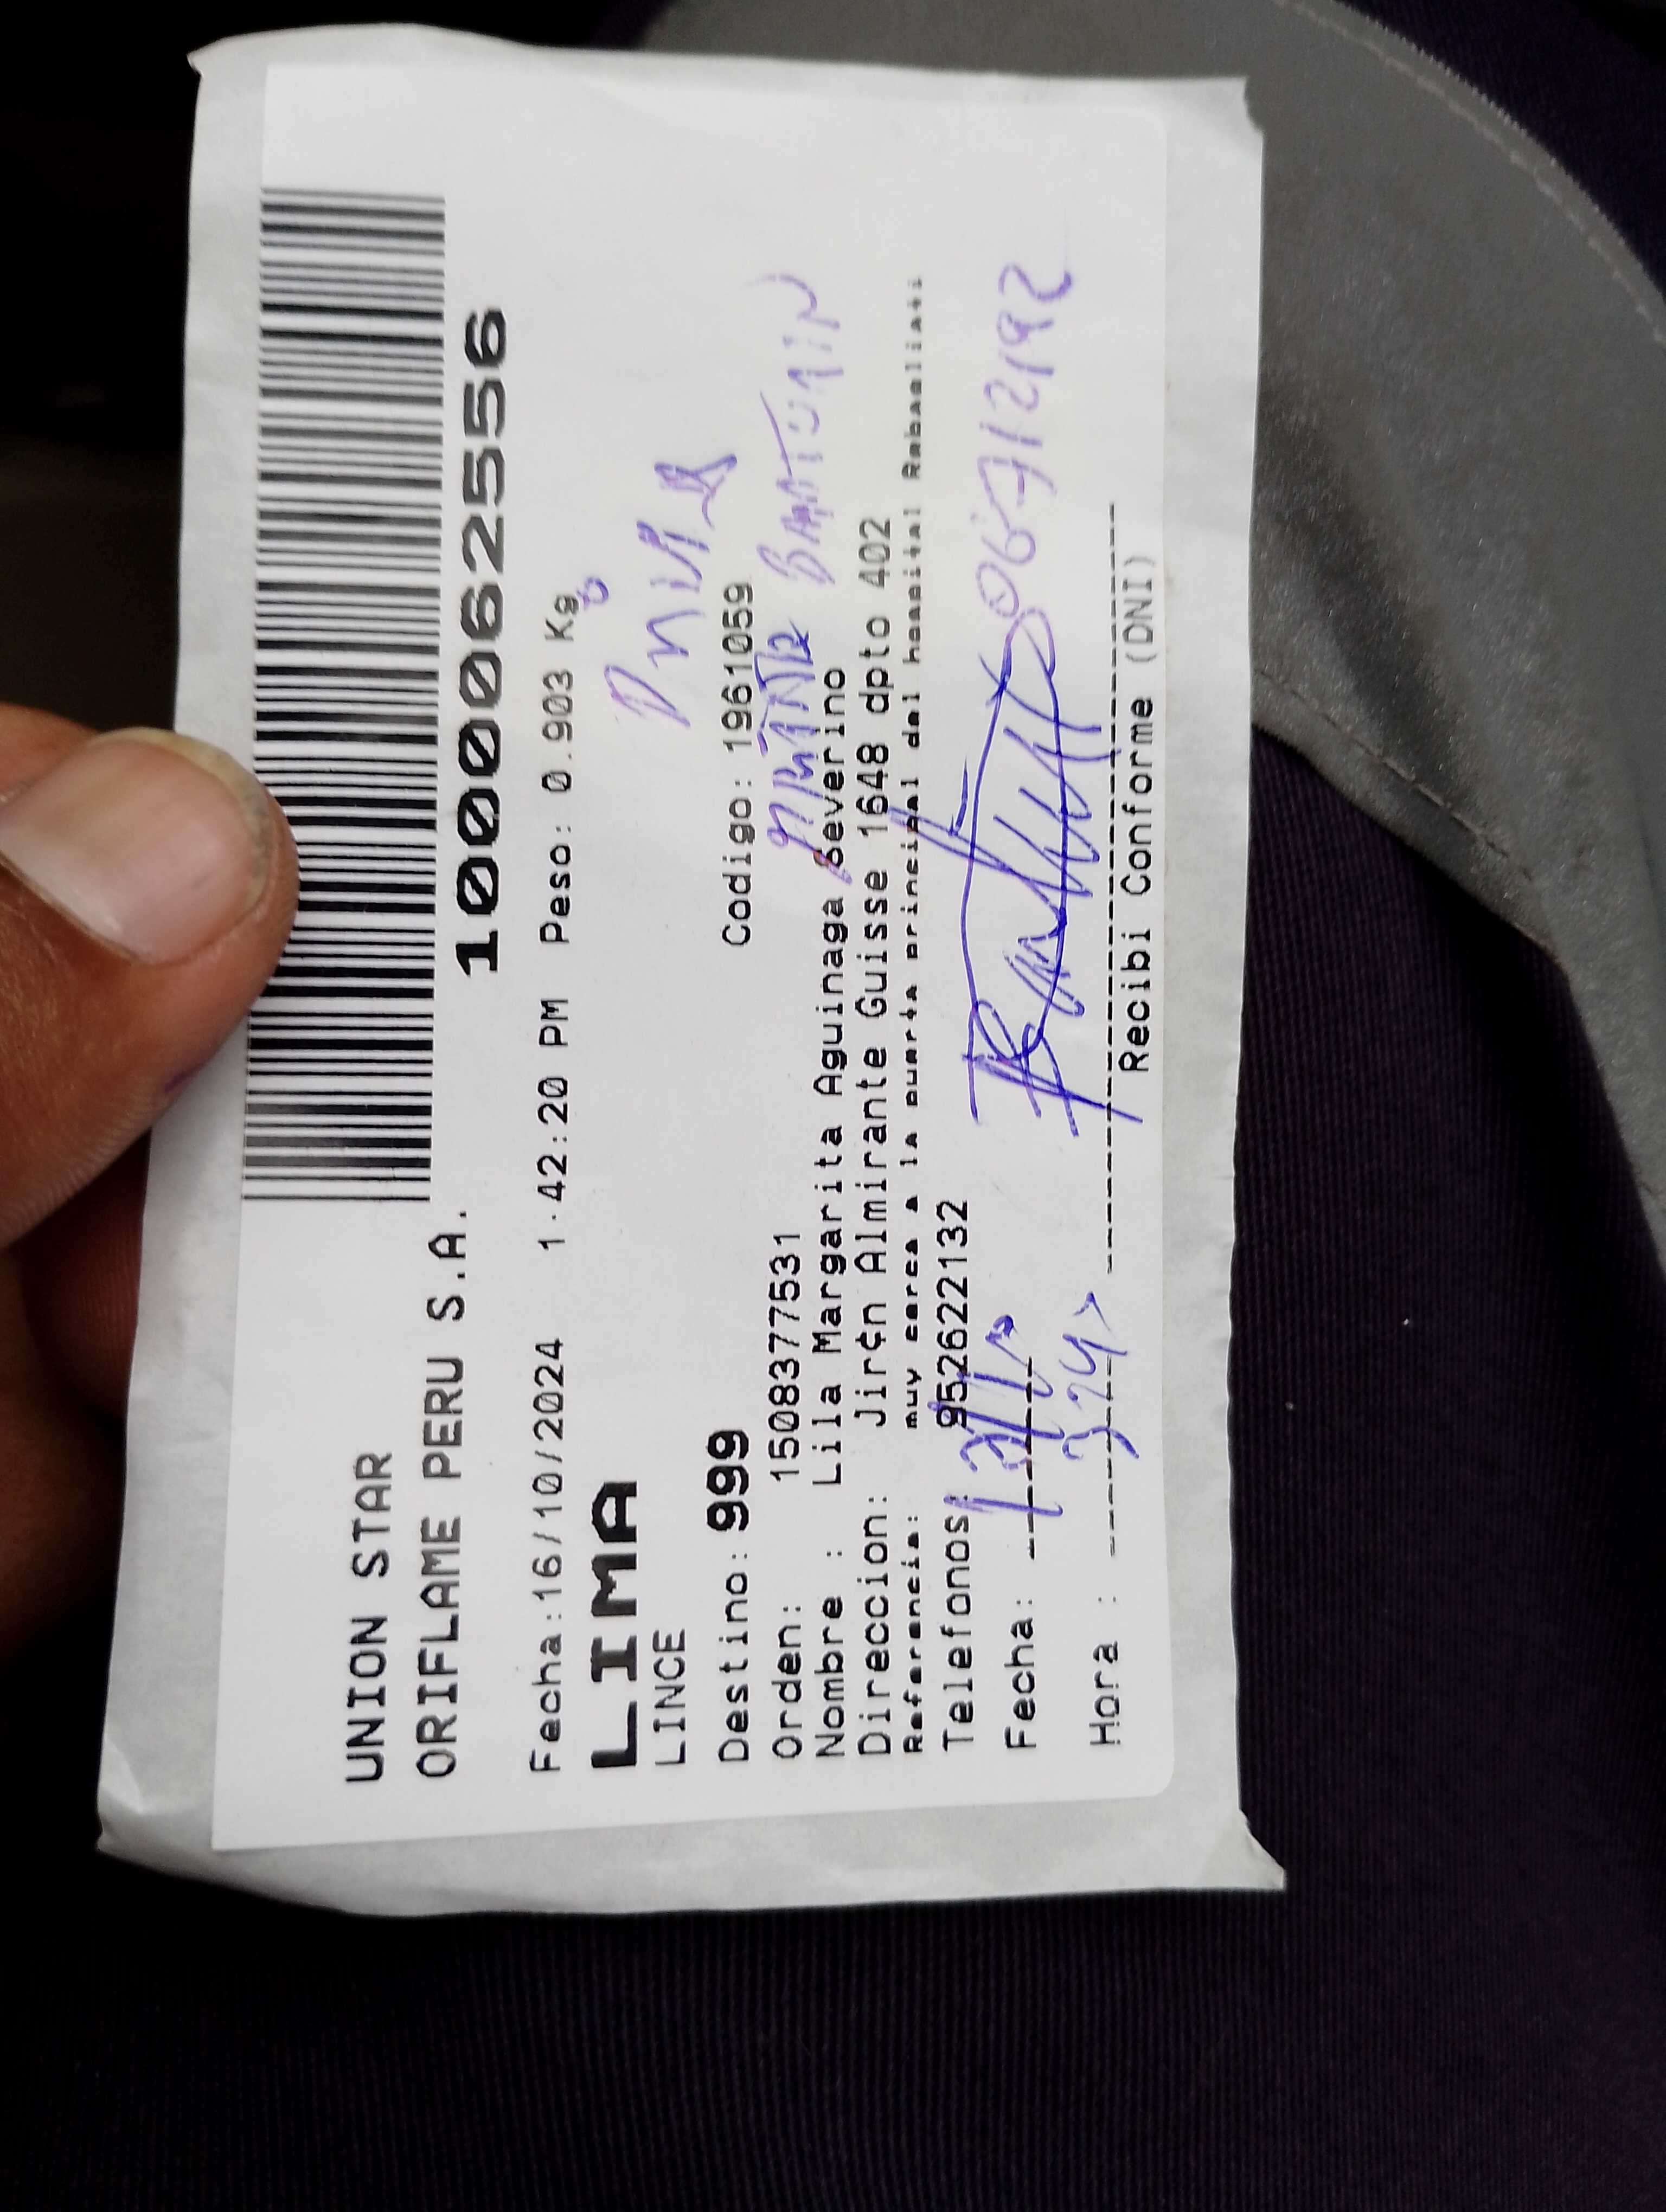 UNION STAR
ORIFLAME PERU S.A.
1000062556
Fecha:16/10/2024 1:42:20 PM Peso: 0.903 Kg
LIMA
LINCE
Destino: 999 Codigo: 1961059
Orden: 15083777531
Nombre : Lila Margarita Aguinaga Severino
Direccion: Jir¢n Almirante Guisse 1648 dpto 402
Referencia: muy cerca a la puerta principal del hospital Rebagliati
Telefonos: 952622132
Fecha:
Hora :
Recibi Conforme (DNI)